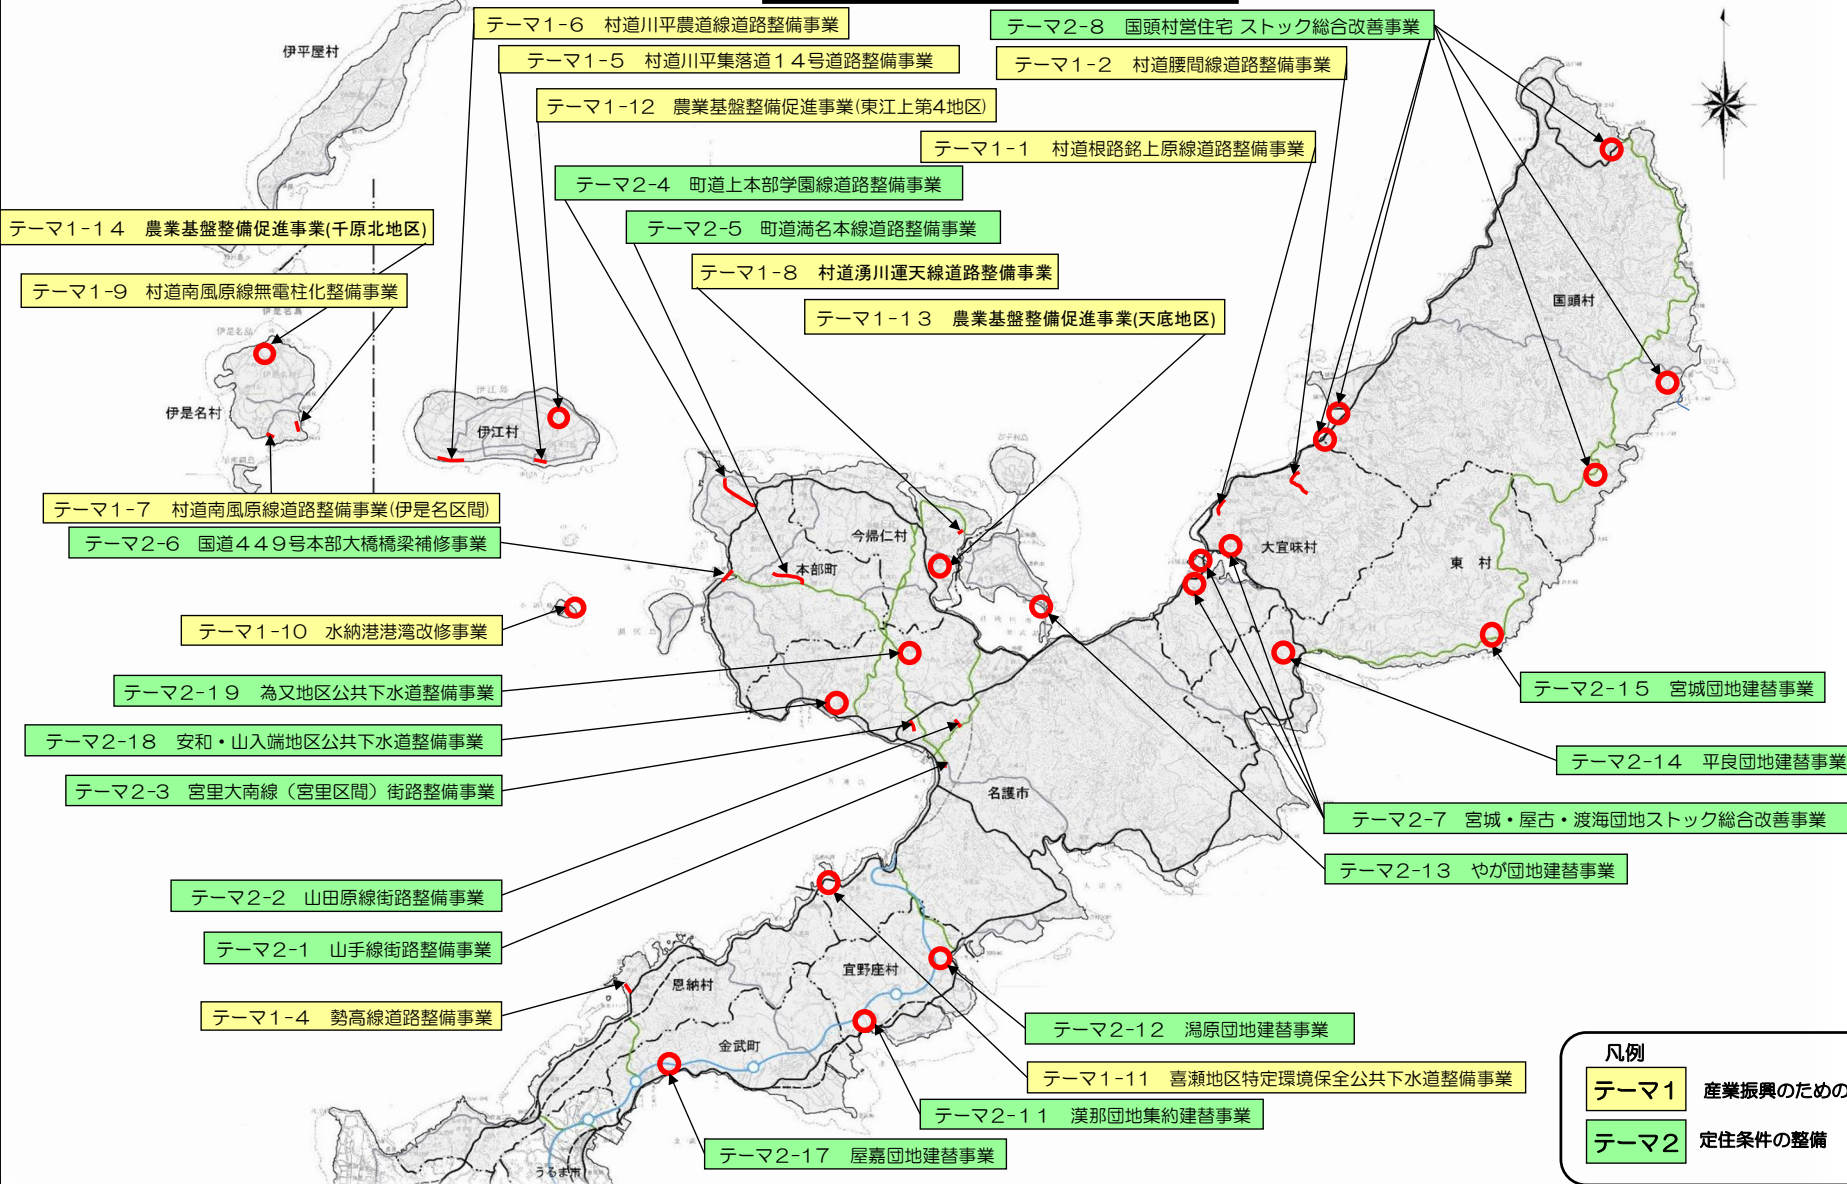 テーマ1-6　村道川平農道線道路整備事業
テーマ2-8　国頭村営住宅 ストック総合改善事業
伊平屋村
テーマ1-5　村道川平集落道14号道路整備事業
テーマ1-2　村道腰間線道路整備事業
テーマ1-12　農業基盤整備促進事業(東江上第4地区)
テーマ1-1　村道根路銘上原線道路整備事業
テーマ2-4　町道上本部学園線道路整備事業
テーマ1-14　農業基盤整備促進事業(千原北地区)
テーマ2-5　町道満名本線道路整備事業
テーマ1-8　村道湧川運天線道路整備事業
テーマ1-9　村道南風原線無電柱化整備事業
国頭村
テーマ1-13　農業基盤整備促進事業(天底地区)
伊是名村
伊江島
伊江村
テーマ1-7　村道南風原線道路整備事業(伊是名区間)
テーマ2-6　国道449号本部大橋橋梁補修事業
今帰仁村
大宜味村
東　村
本部町
テーマ1-10　水納港港湾改修事業
テーマ2-19　為又地区公共下水道整備事業
テーマ2-15　宮城団地建替事業
テーマ2-18　安和・山入端地区公共下水道整備事業
テーマ2-14　平良団地建替事業
テーマ2-3　宮里大南線（宮里区間）街路整備事業
名護市
テーマ2-7　宮城・屋古・渡海団地ストック総合改善事業
テーマ2-13　やが団地建替事業
テーマ2-2　山田原線街路整備事業
テーマ2-1　山手線街路整備事業
宜野座村
恩納村
テーマ1-4　勢高線道路整備事業
テーマ2-12　潟原団地建替事業
金武町
テーマ1-11　喜瀬地区特定環境保全公共下水道整備事業
テーマ2-11　漢那団地集約建替事業
テーマ2-17　屋嘉団地建替事業
うるま市
凡例
テーマ1　産業振興のための
テーマ2　定住条件の整備